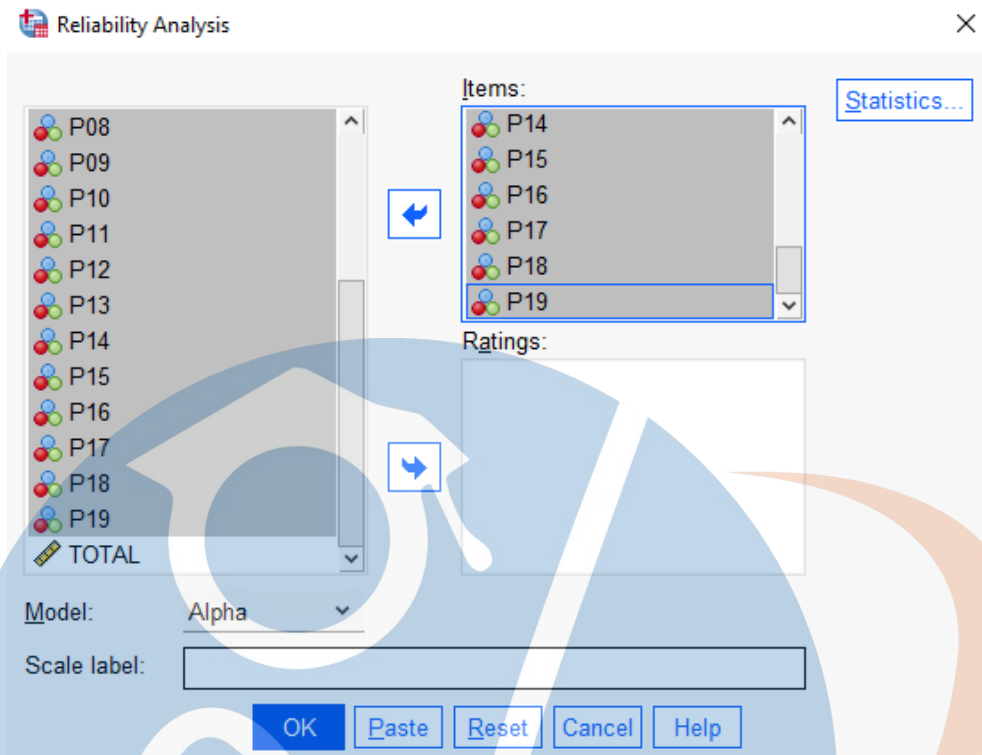 Reliability Analysis
Items:
Statistics...
P08
P09
P10
P11
P12
P13
P14
P15
P16
P17
P18
P19
TOTAL
P14
P15
P16
P17
P18
P19
Ratings:
Model:
Alpha
Scale label:
OK
Paste
Reset
Cancel
Help